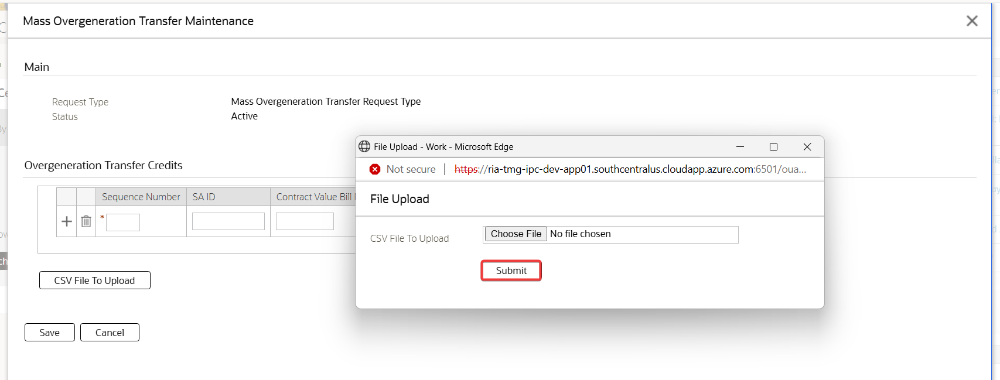 Mass Overgeneration Transfer Maintenance
Main
Request Type Mass Overgeneration Transfer Request Type
Status Active
Overgeneration Transfer Credits
Sequence Number SA ID Contract Value Bill
*
CSV File To Upload
Save Cancel
File Upload - Work - Microsoft Edge
Not secure | https://ria-tmg-ipc-dev-app01.southcentralus.cloudapp.azure.com:6501/oua...
File Upload
CSV File To Upload Choose File No file chosen
Submit